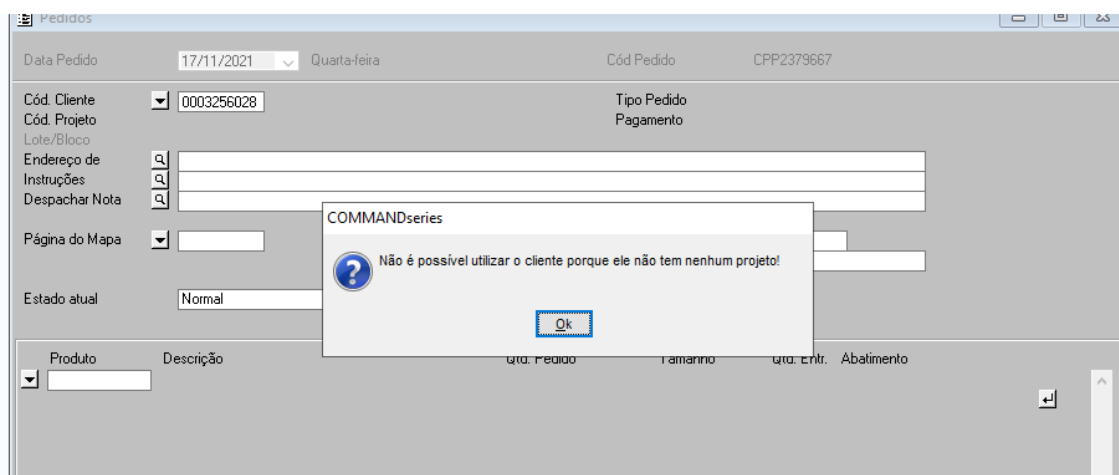 Pedidos
Data Pedido 17/11/2021 Quarta-feira Cód Pedido CPP2379667
Cód. Cliente 0003256028 Tipo Pedido
Cód. Projeto Pagamento
Lote/Bloco
Endereço de
Instruções
Despachar Nota
COMMANDseries
Página do Mapa
Não é possível utilizar o cliente porque ele não tem nenhum projeto!
Estado atual Normal
Ok
Produto Descrição Qtd. Pedido Tamanho Qtd. Entr. Abatimento